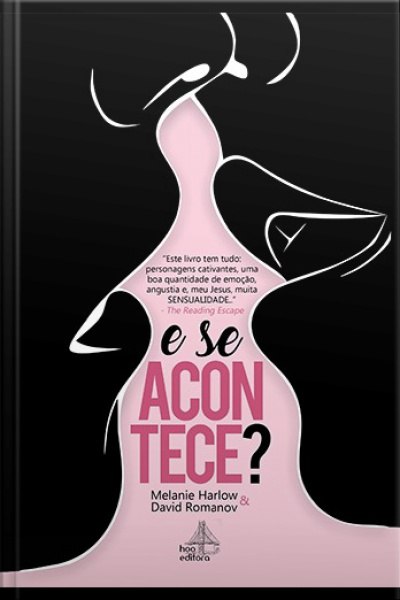 "Este livro tem tudo:
personagens cativantes, uma
boa quantidade de emoção,
angustia e, meu Jesus, muita
SENSUALIDADE.."
- The Reading Escape
e se
ACON
TECE?
Melanie Harlow &
David Romanov
hoo
editora